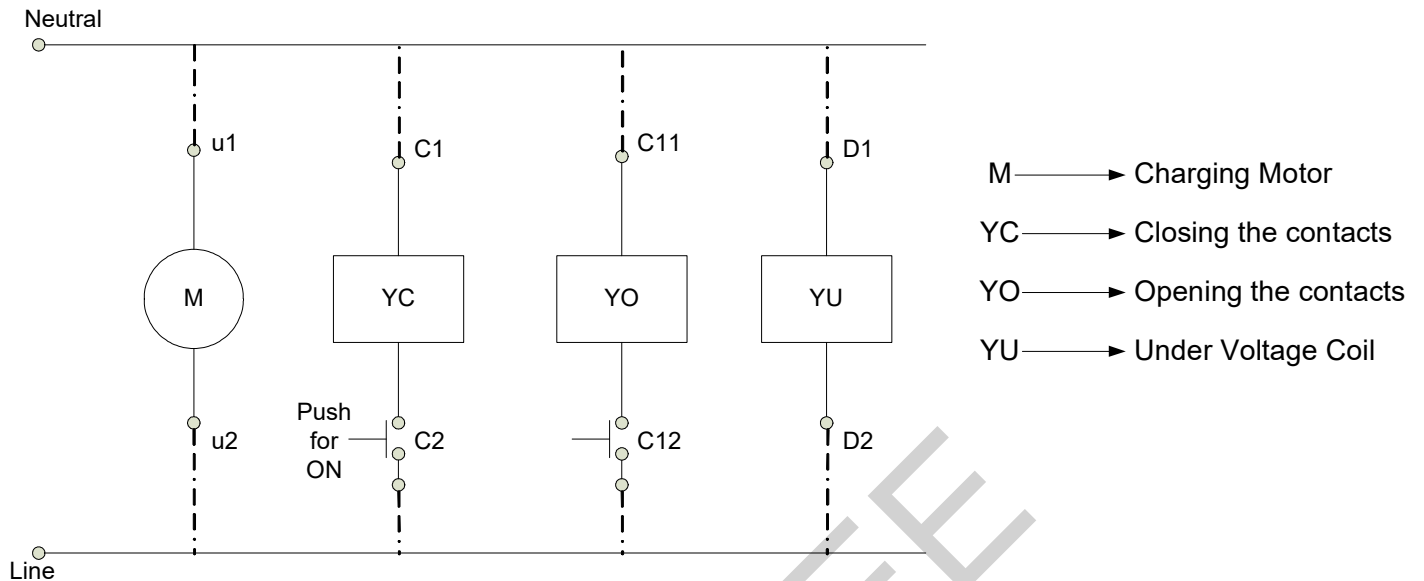 Neutral
u1
C1
C11
D1
M
YC
YO
YU
Push
for
ON
u2
C2
C12
D2
Line
M Charging Motor
YC Closing the contacts
YO Opening the contacts
YU Under Voltage Coil